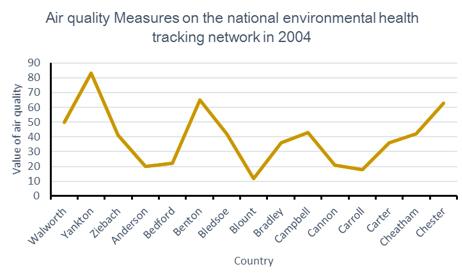 Air quality Measures on the national environmental health
tracking network in 2004
Value of air quality
90
80
70
60
50
40
30
20
10
0
Walworth
Yankton
Ziebach
Anderson
Bedford
Benton
Bledsoe
Blount
Bradley
Campbell
Cannon
Carroll
Carter
Cheatham
Chester
Country